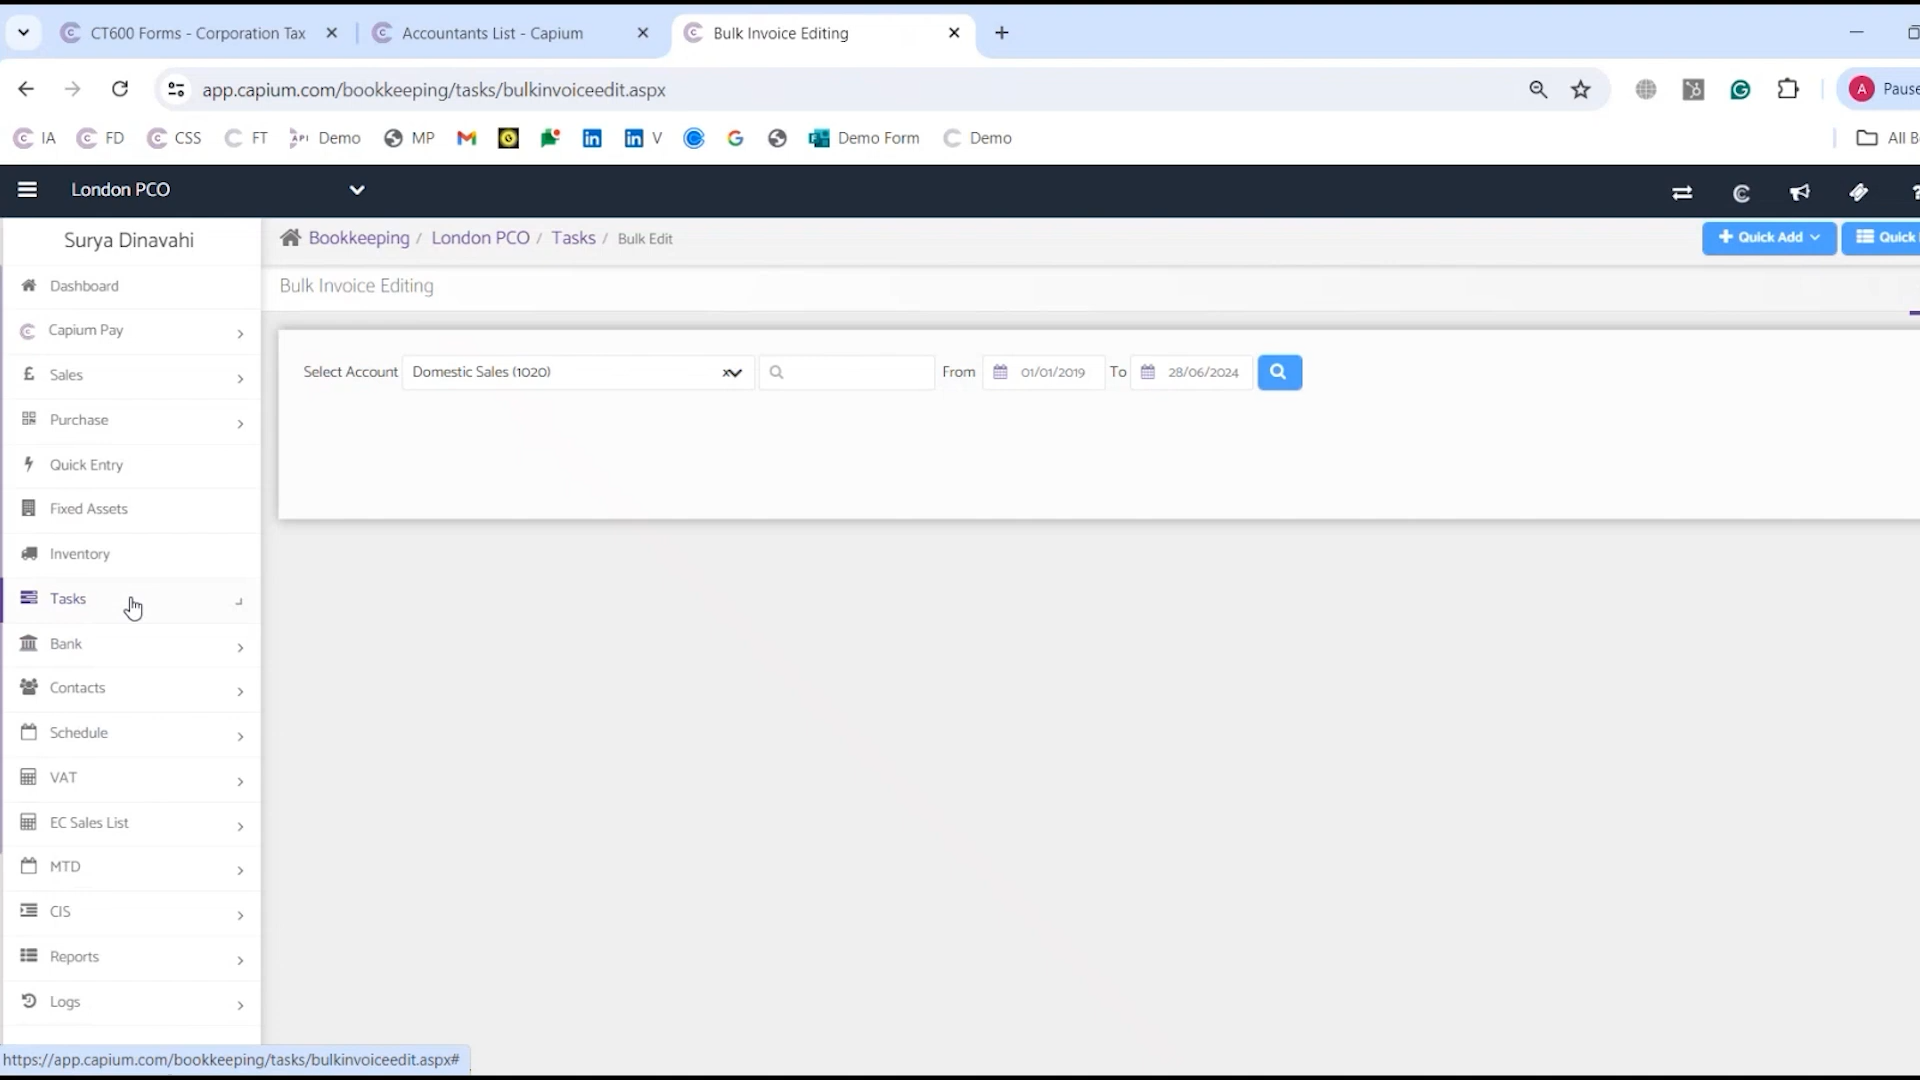 CT600 Forms - Corporation Tax
Accountants List - Capium
Bulk Invoice Editing
app.capium.com/bookkeeping/tasks/bulkinvoiceedit.aspx
A Pause
IA FD CSS FT API Demo MP V Demo Form Demo All B
London PCO
Surya Dinavahi
Bookkeeping / London PCO / Tasks / Bulk Edit
Quick Add Quick
Bulk Invoice Editing
Select Account Domestic Sales (1020) From 01/01/2019 To 28/06/2024
Dashboard
Capium Pay
Sales
Purchase
Quick Entry
Fixed Assets
Inventory
Tasks
Bank
Contacts
Schedule
VAT
EC Sales List
MTD
CIS
Reports
Logs
https://app.capium.com/bookkeeping/tasks/bulkinvoiceedit.aspx#